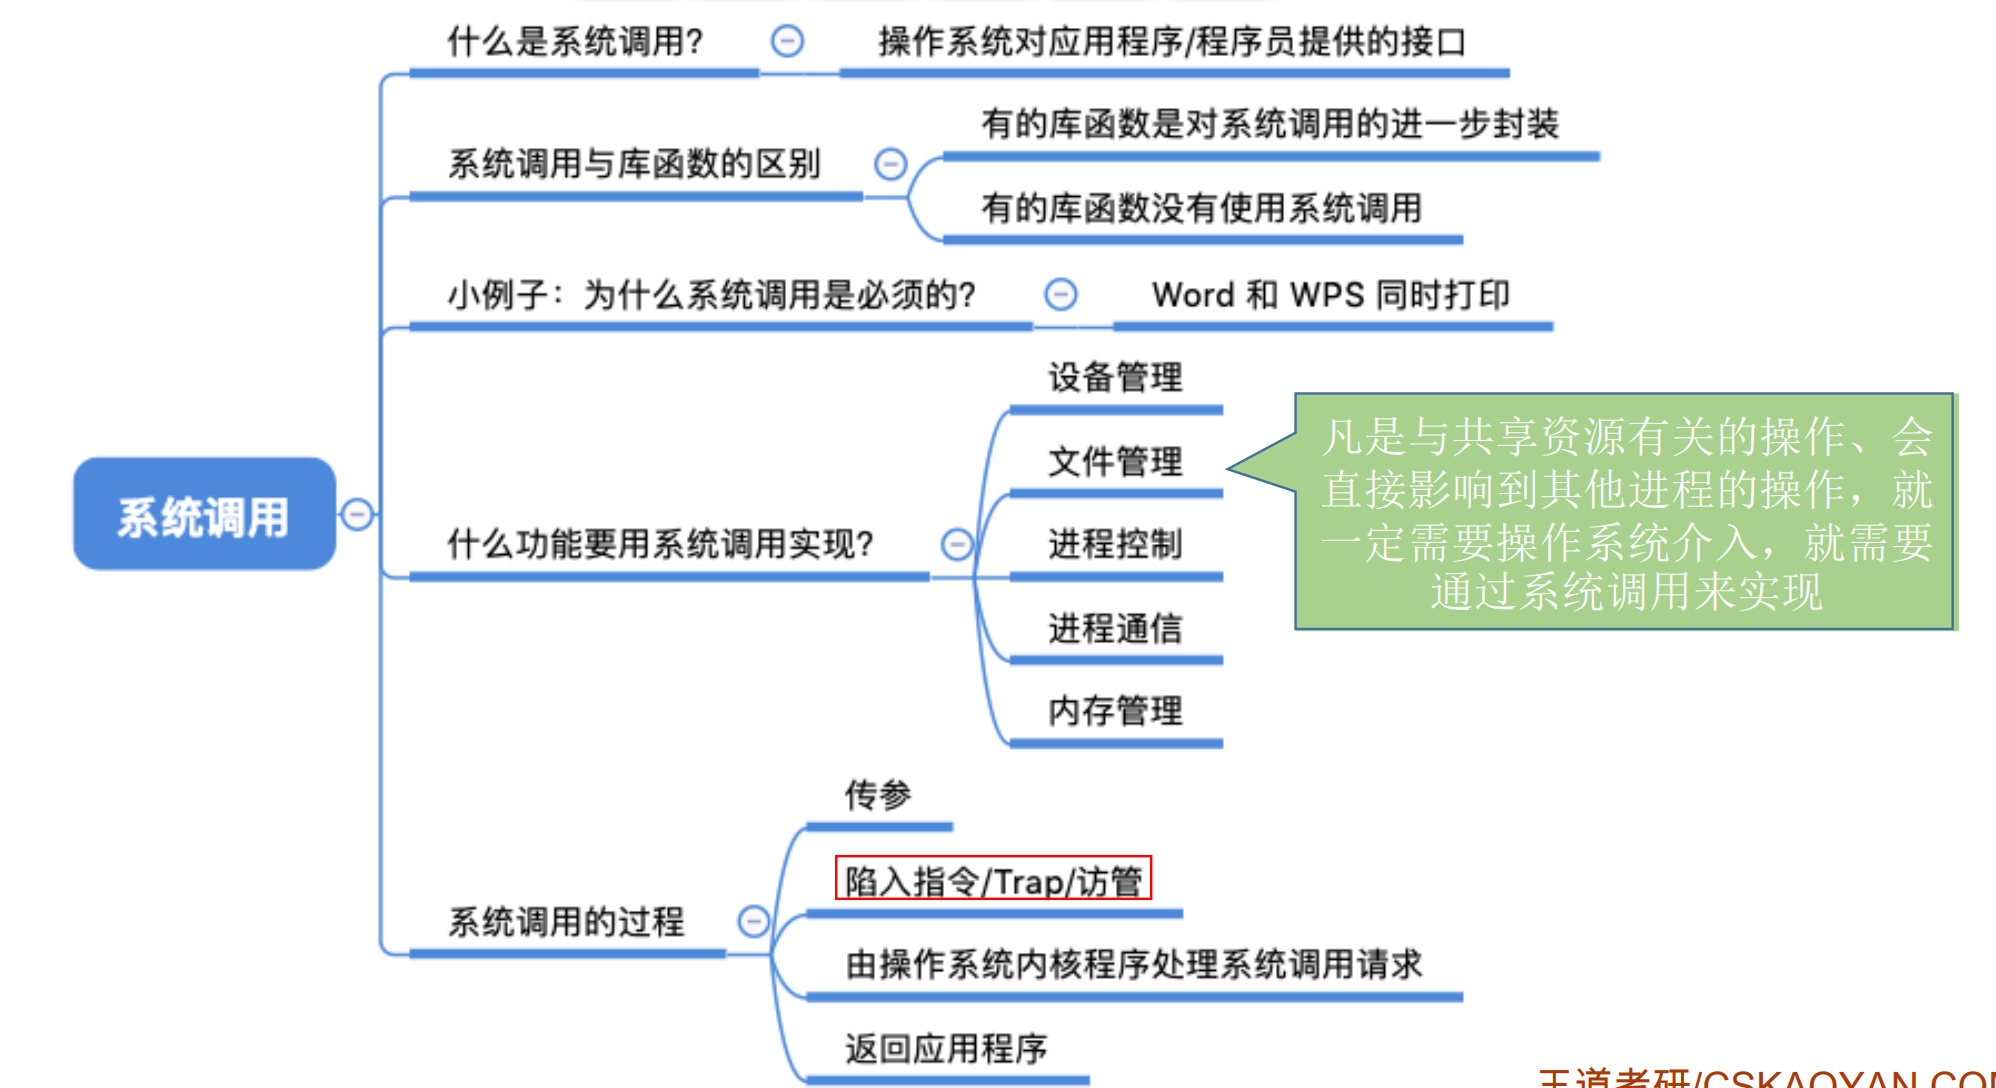 什么是系统调用?
操作系统对应用程序/程序员提供的接口
系统调用与库函数的区别
有的库函数是对系统调用的进一步封装
有的库函数没有使用系统调用
小例子：为什么系统调用是必须的?
Word 和 WPS 同时打印
系统调用
什么功能要用系统调用实现?
设备管理
文件管理
进程控制
进程通信
内存管理
凡是与共享资源有关的操作、会
直接影响到其他进程的操作，就
一定需要操作系统介入，就需要
通过系统调用来实现
系统调用的过程
传参
陷入指令/Trap/访管
由操作系统内核程序处理系统调用请求
返回应用程序
王道考研/CSKAOYAN.COM